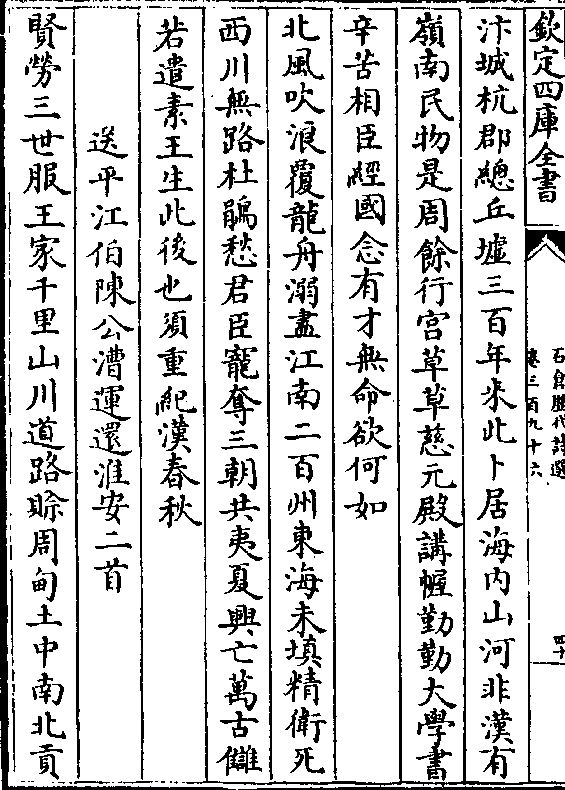 欽定四庫全書
石倉歷代詩選
卷三百九十六
四十
汴城杭郡總丘墟三百年来此卜居海内山河非漢有
嶺南民物是周餘行宫草草慈元殿講幄勤勤大學書
辛苦相臣經國念有才無命欲何如
北風吹浪覆龍舟溺盡江南二百州東海未填精衛死
西川無路杜鵑愁君臣寵奪三朝共夷夏興亡萬古讎
若遣素王生此後也須重紀漢春秋
送平江伯陳公漕運還淮安二首
賢勞三世服王家千里山川道路賒周甸土中南北貢